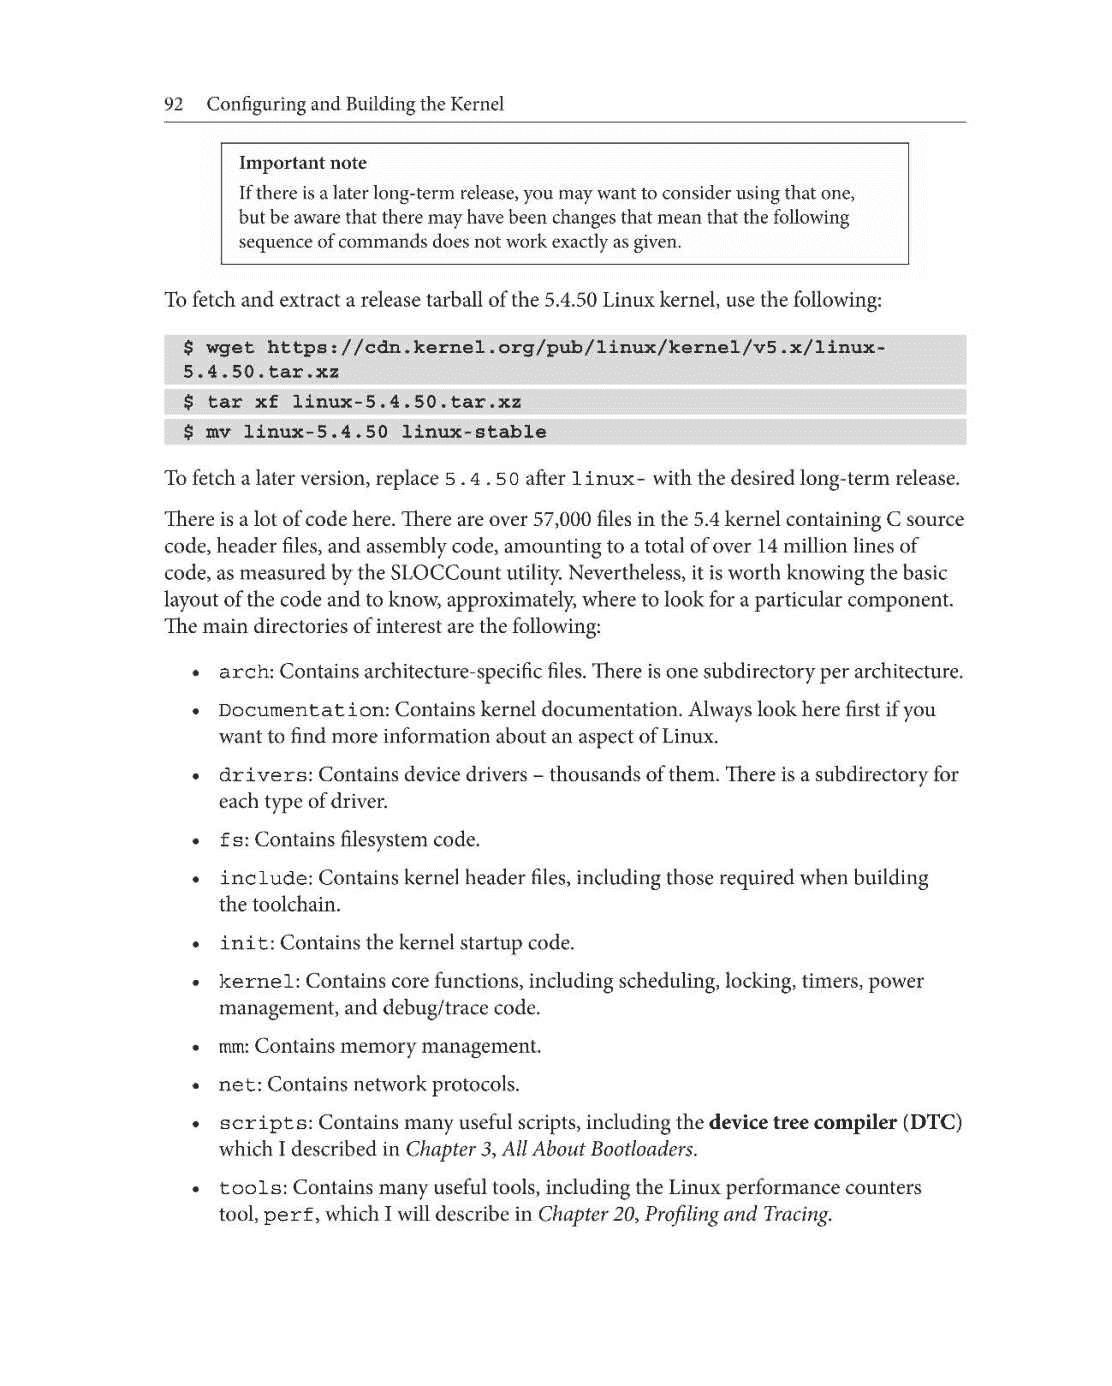 92 Configuring and Building the Kernel
Important note
If there is a later long-term release, you may want to consider using that one,
but be aware that there may have been changes that mean that the following
sequence of commands does not work exactly as given.
To fetch and extract a release tarball of the 5.4.50 Linux kernel, use the following:
$ wget https://cdn.kernel.org/pub/linux/kernel/v5.x/linux-
5.4.50.tar.xz
$ tar xf linux-5.4.50.tar.xz
$ mv linux-5.4.50 linux-stable
To fetch a later version, replace 5.4.50 after linux- with the desired long-term release.
There is a lot of code here. There are over 57,000 files in the 5.4 kernel containing C source
code, header files, and assembly code, amounting to a total of over 14 million lines of
code, as measured by the SLOCCount utility. Nevertheless, it is worth knowing the basic
layout of the code and to know, approximately, where to look for a particular component.
The main directories of interest are the following:
• arch: Contains architecture-specific files. There is one subdirectory per architecture.
• Documentation: Contains kernel documentation. Always look here first if you
want to find more information about an aspect of Linux.
• drivers: Contains device drivers – thousands of them. There is a subdirectory for
each type of driver.
• fs: Contains filesystem code.
• include: Contains kernel header files, including those required when building
the toolchain.
• init: Contains the kernel startup code.
• kernel: Contains core functions, including scheduling, locking, timers, power
management, and debug/trace code.
• mm: Contains memory management.
• net: Contains network protocols.
• scripts: Contains many useful scripts, including the device tree compiler (DTC)
which I described in Chapter 3, All About Bootloaders.
• tools: Contains many useful tools, including the Linux performance counters
tool, perf, which I will describe in Chapter 20, Profiling and Tracing.